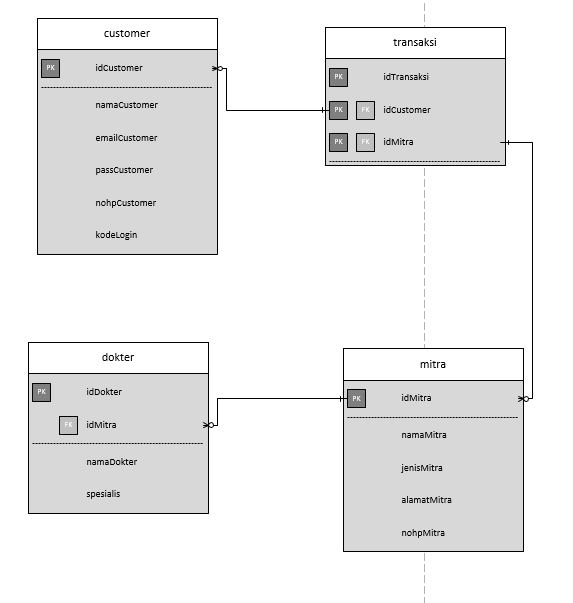 customer
PK idCustomer
namaCustomer
emailCustomer
passCustomer
nohpCustomer
kodeLogin
transaksi
PK idTransaksi
PK FK idCustomer
PK FK idMitra
dokter
PK idDokter
FK idMitra
namaDokter
spesialis
mitra
PK idMitra
namaMitra
jenisMitra
alamatMitra
nohpMitra